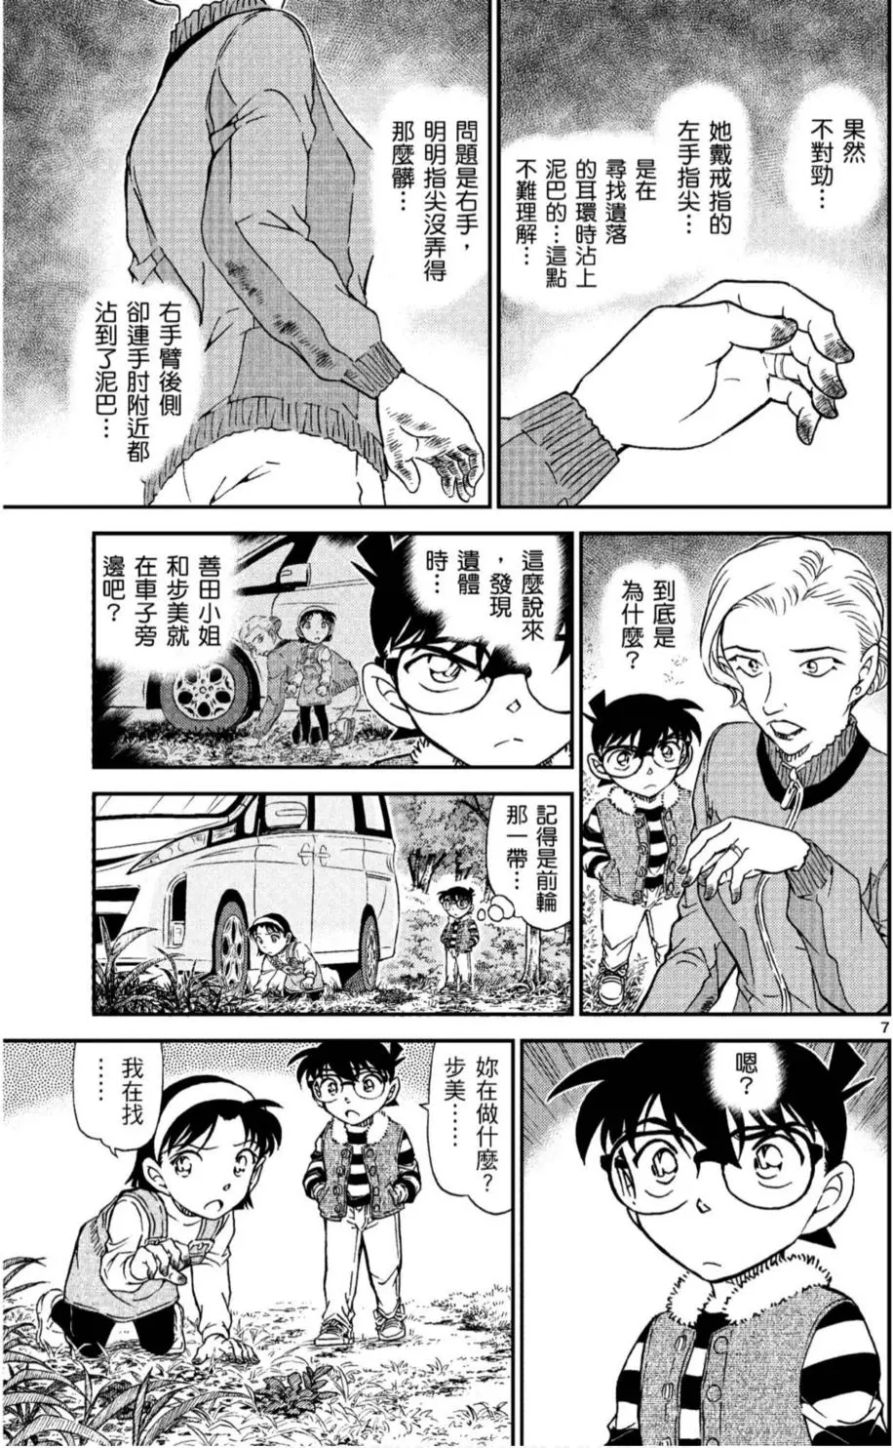 果然
不對勁…
她戴戒指的
左手指尖…
是在
尋找遺落
的耳環時沾上
泥巴的…這點
不難理解…
問題是右手，
明明指尖沒弄得
那麼髒…
右手臂後側
卻連手肘附近都
沾到了泥巴…
到底是
為什麼？
這麼說來
，發現
遺體
時…
善田小姐
和步美就
在車子旁
邊吧？
記得是前輪
那一帶…
7
嗯？
妳在做什麼？
步美……
我在找
……